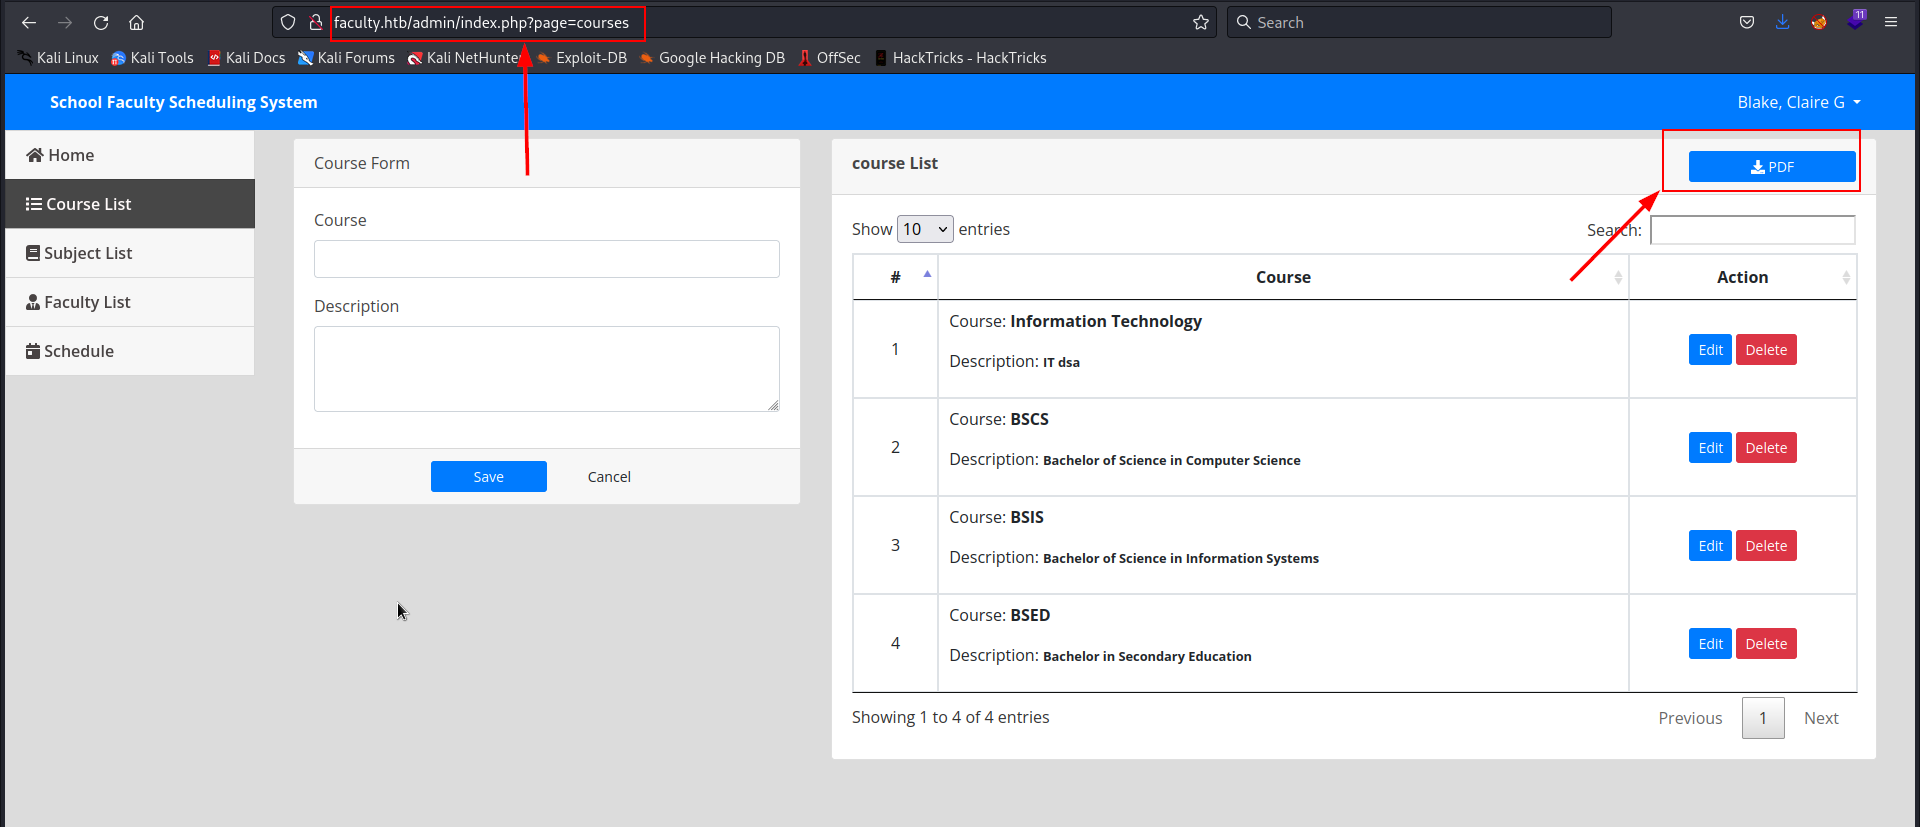 faculty.htb/admin/index.php?page=courses
Search
11
Kali Linux Kali Tools Kali Docs Kali Forums Kali NetHunter Exploit-DB Google Hacking DB OffSec HackTricks - HackTricks
School Faculty Scheduling System
Blake, Claire G
Home
Course List
Subject List
Faculty List
Schedule
Course Form
Course
Description
Save Cancel
course List
PDF
Show 10 entries
Search:
# Course Action
Course: Information Technology
1
Description: IT dsa
Edit Delete
Course: BSCS
2
Description: Bachelor of Science in Computer Science
Edit Delete
Course: BSIS
3
Description: Bachelor of Science in Information Systems
Edit Delete
Course: BSED
4
Description: Bachelor in Secondary Education
Edit Delete
Showing 1 to 4 of 4 entries
Previous 1 Next